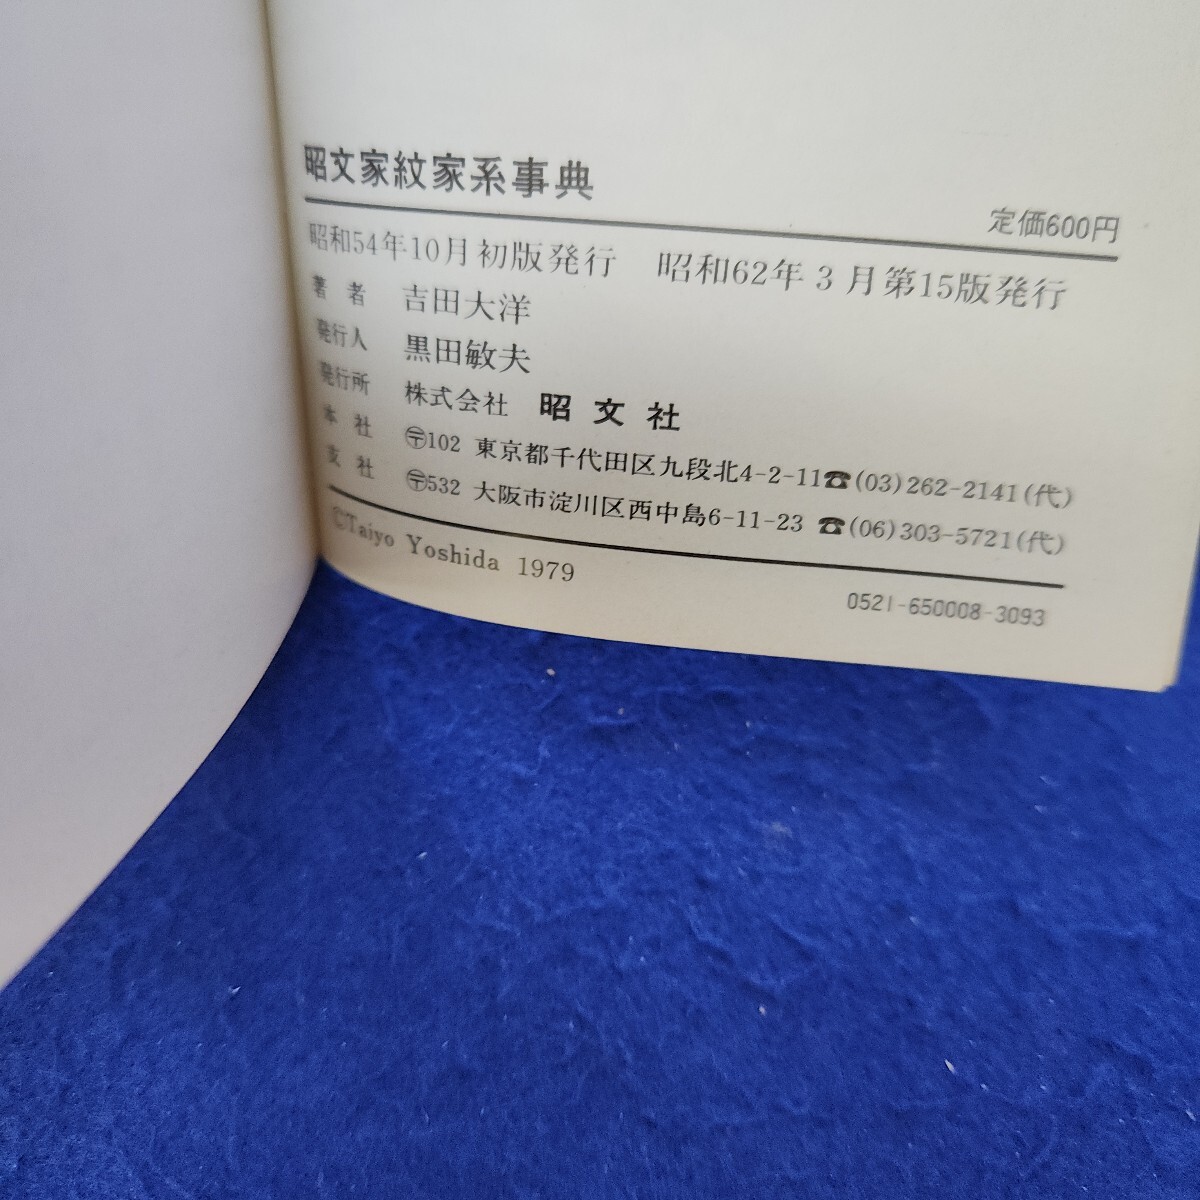 昭文家紋家系事典
定価600円
昭和54年10月初版発行 昭和62年3月第15版発行
著者 吉田大洋
発行人 黒田敏夫
発行所 株式会社 昭文社
本社 〶102 東京都千代田区九段北4-2-11☎(03)262-2141(代)
支社 〶532 大阪市淀川区西中島6-11-23 ☎(06)303-5721(代)
©Taiyo Yoshida 1979
0521-650008-3093